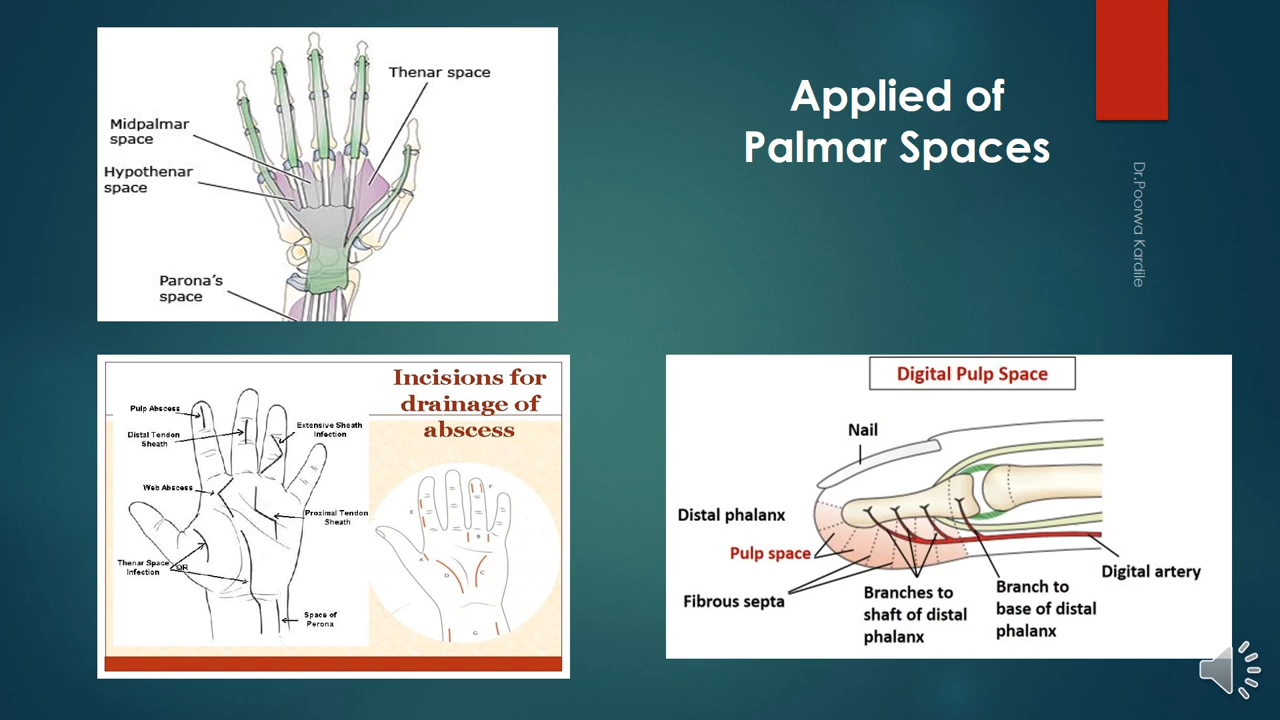 Applied of
Palmar Spaces
Dr.Poorwa Kardile
Thenar space
Midpalmar
space
Hypothenar
space
Parona's
space
Incisions for
drainage of
abscess
Pulp Abscess
Distal Tendon
Sheath
Extensive Sheath
Infection
Web Abscess
Proximal Tendon
Sheath
Thenar Space
Infection
OR
Space of
Perona
F
E
B
A
D
C
G
Digital Pulp Space
Nail
Distal phalanx
Pulp space
Fibrous septa
Branches to
shaft of distal
phalanx
Branch to
base of distal
phalanx
Digital artery